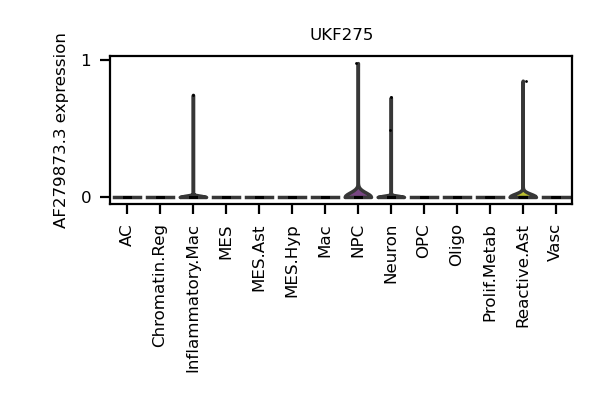 UKF275
AF279873.3 expression
1
0
AC
Chromatin.Reg
Inflammatory.Mac
MES
MES.Ast
MES.Hyp
Mac
NPC
Neuron
OPC
Oligo
Prolif.Metab
Reactive.Ast
Vasc